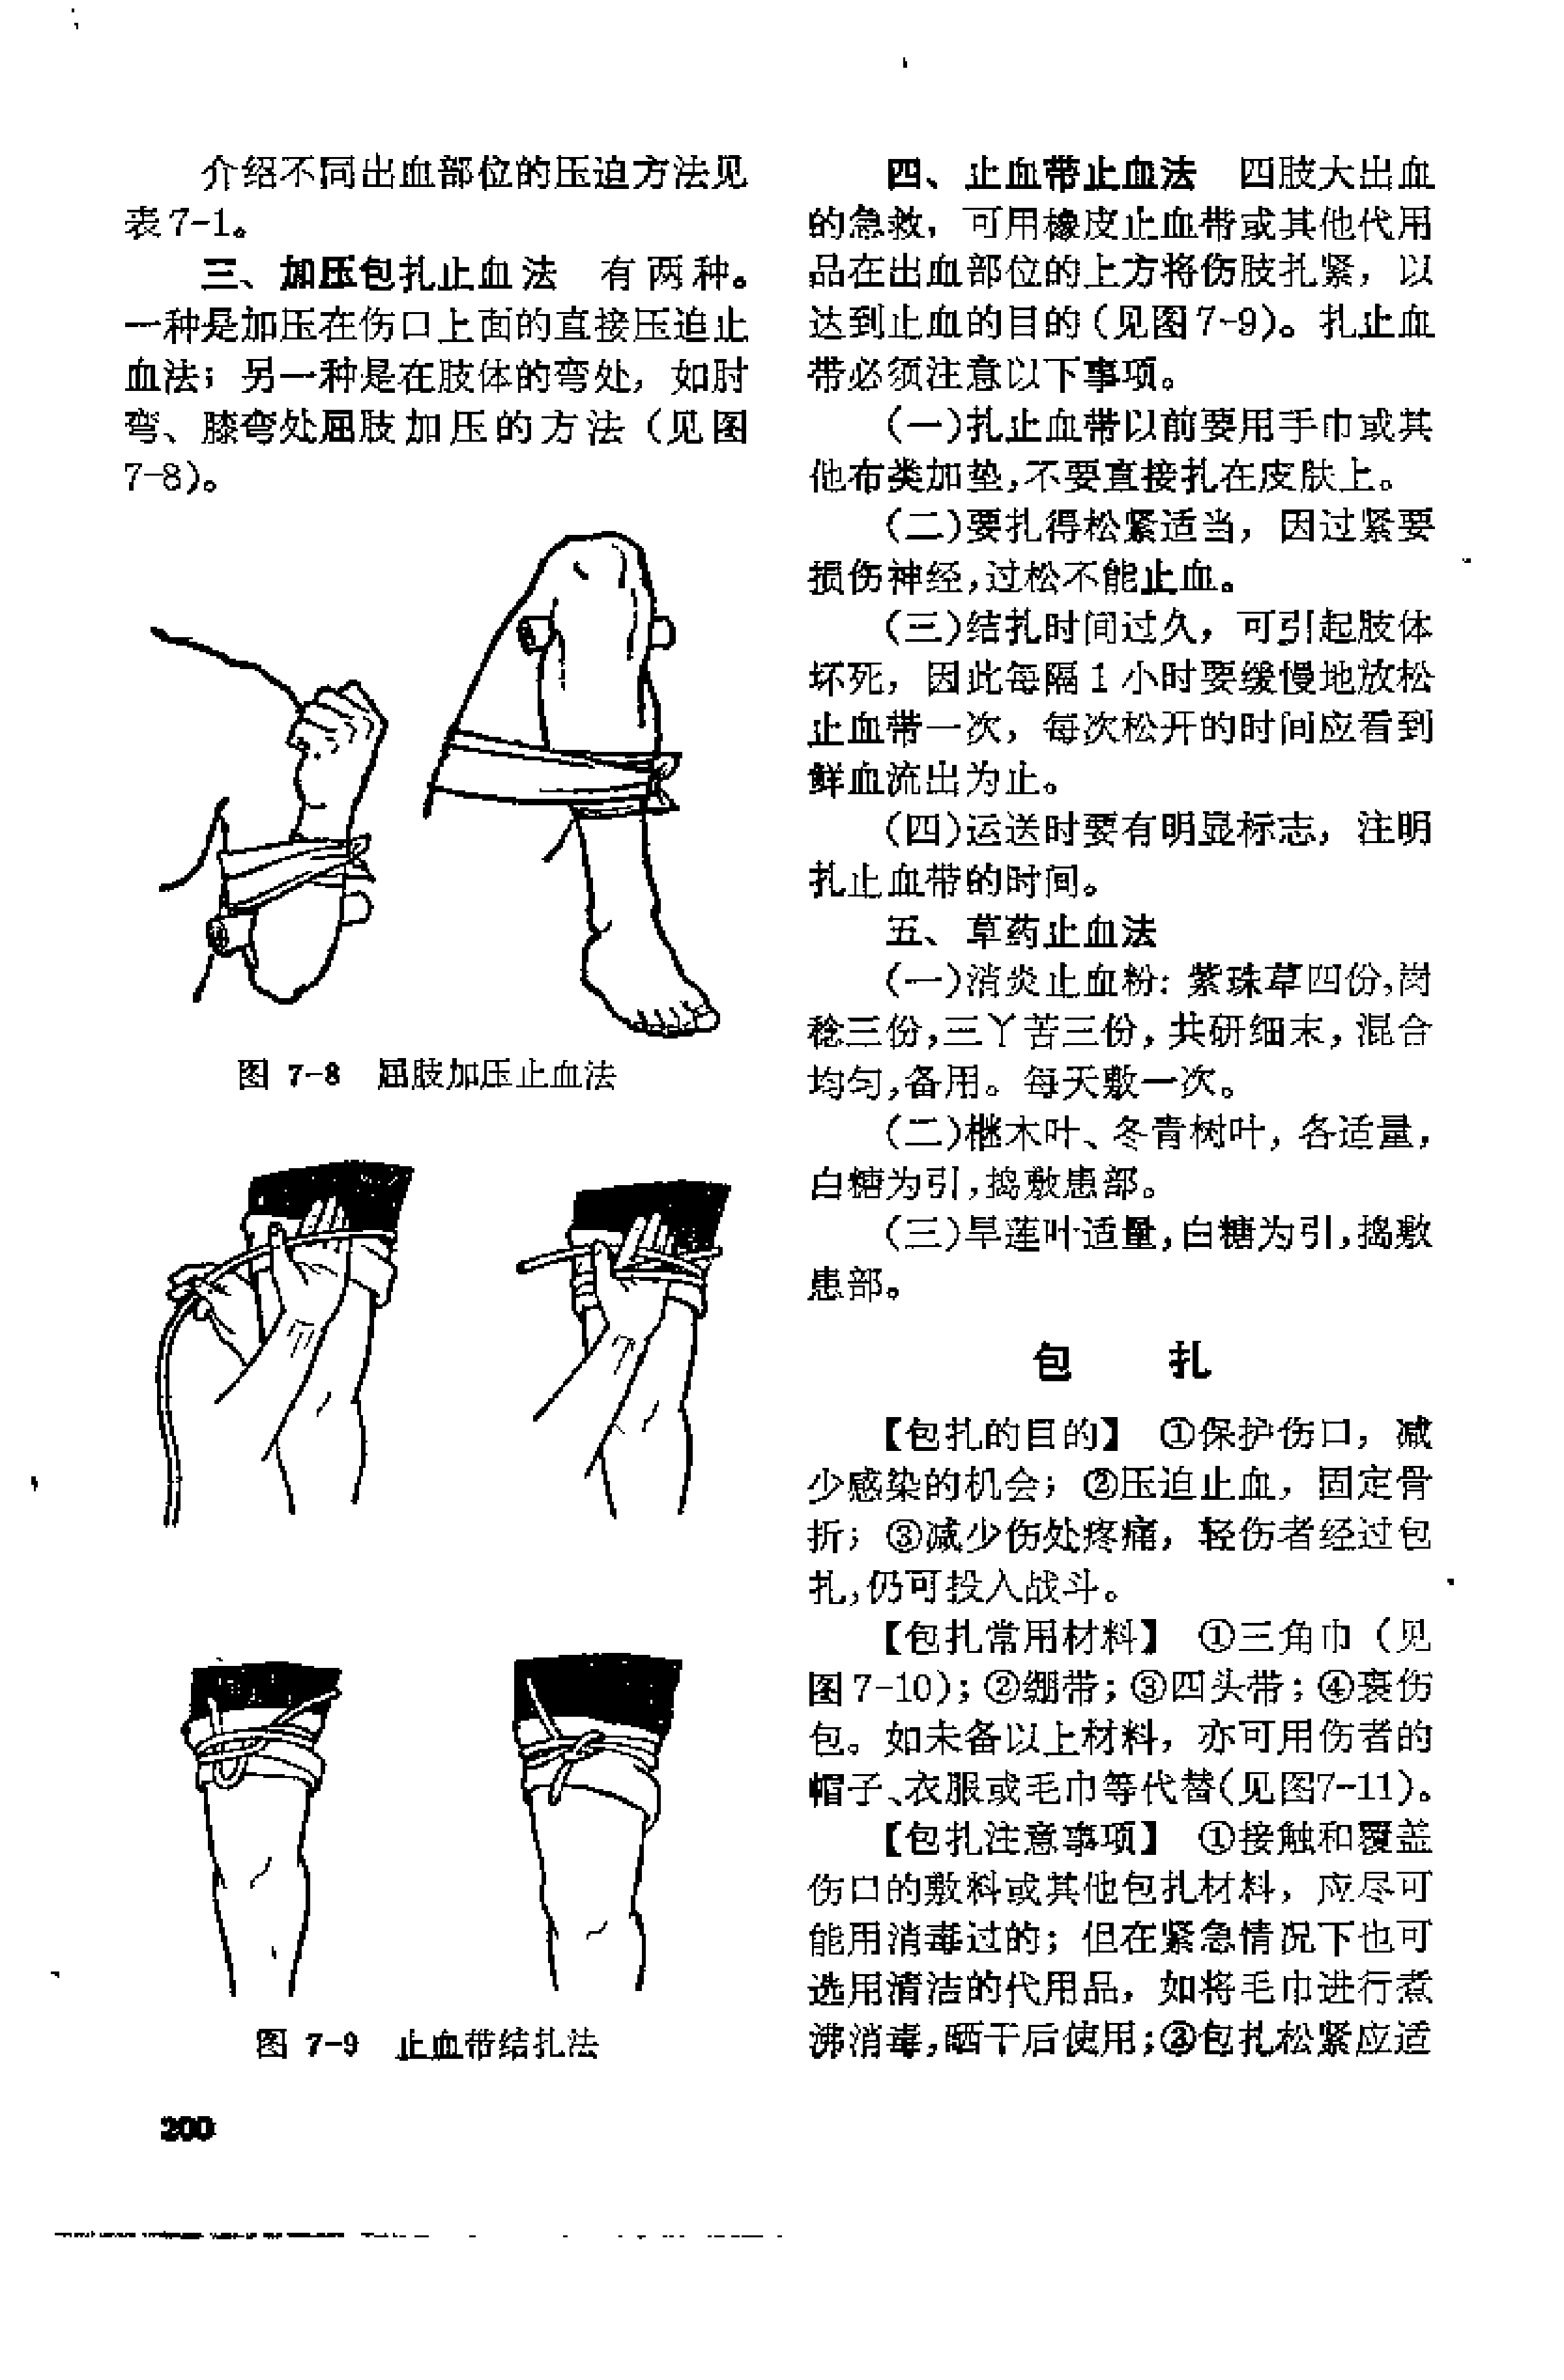 介绍不同出血部位的压迫方法见
表7-1。
三、加压包扎止血法 有两种。
一种是加压在伤口上面的直接压迫止
血法；另一种是在肢体的弯处，如肘
弯、膝弯处屈肢加压的方法（见图
7-8)。
图 7-8 屈肢加压止血法
图 7-9 止血带结扎法
200
四、止血带止血法 四肢大出血
的急救，可用橡皮止血带或其他代用
品在出血部位的上方将伤肢扎紧，以
达到止血的目的（见图7-9)。扎止血
带必须注意以下事项。
（一)扎止血带以前要用手巾或其
他布类加垫，不要直接扎在皮肤上。
（二)要扎得松紧适当，因过紧要
损伤神经，过松不能止血。
（三)结扎时间过久，可引起肢体
坏死，因此每隔1小时要缓慢地放松
止血带一次，每次松开的时间应看到
鲜血流出为止。
（四)运送时要有明显标志，注明
扎止血带的时间。
五、草药止血法
（一)消炎止血粉：紫珠草四份，岗
稔三份，三丫苦三份，共研细末，混合
均匀，备用。每天敷一次。
（二)继木叶、冬青树叶，各适量，
白糖为引，捣敷患部。
（三)旱莲叶适量，白糖为引，捣敷
患部。
包 扎
【包扎的目的】 ①保护伤口，减
少感染的机会；②压迫止血，固定骨
折；③减少伤处疼痛，轻伤者经过包
扎，仍可投入战斗。
【包扎常用材料】 ①三角巾（见
图7-10)；②绷带；③四头带；④裹伤
包。如未备以上材料，亦可用伤者的
帽子、衣服或毛巾等代替(见图7-11)。
【包扎注意事项】 ①接触和覆盖
伤口的敷料或其他包扎材料，应尽可
能用消毒过的；但在紧急情况下也可
选用清洁的代用品，如将毛巾进行煮
沸消毒，晒干后使用；②包扎松紧应适